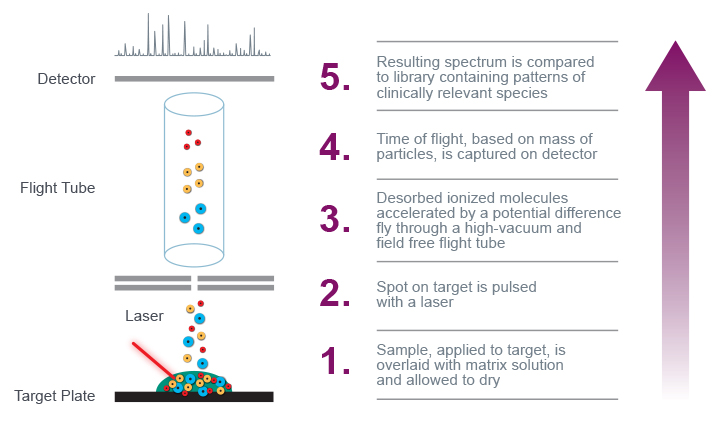 Detector
Flight Tube
Laser
Target Plate
5.
Resulting spectrum is compared
to library containing patterns of
clinically relevant species
4.
Time of flight, based on mass of
particles, is captured on detector
3.
Desorbed ionized molecules
accelerated by a potential difference
fly through a high-vacuum and
field free flight tube
2.
Spot on target is pulsed
with a laser
1.
Sample, applied to target, is
overlaid with matrix solution
and allowed to dry